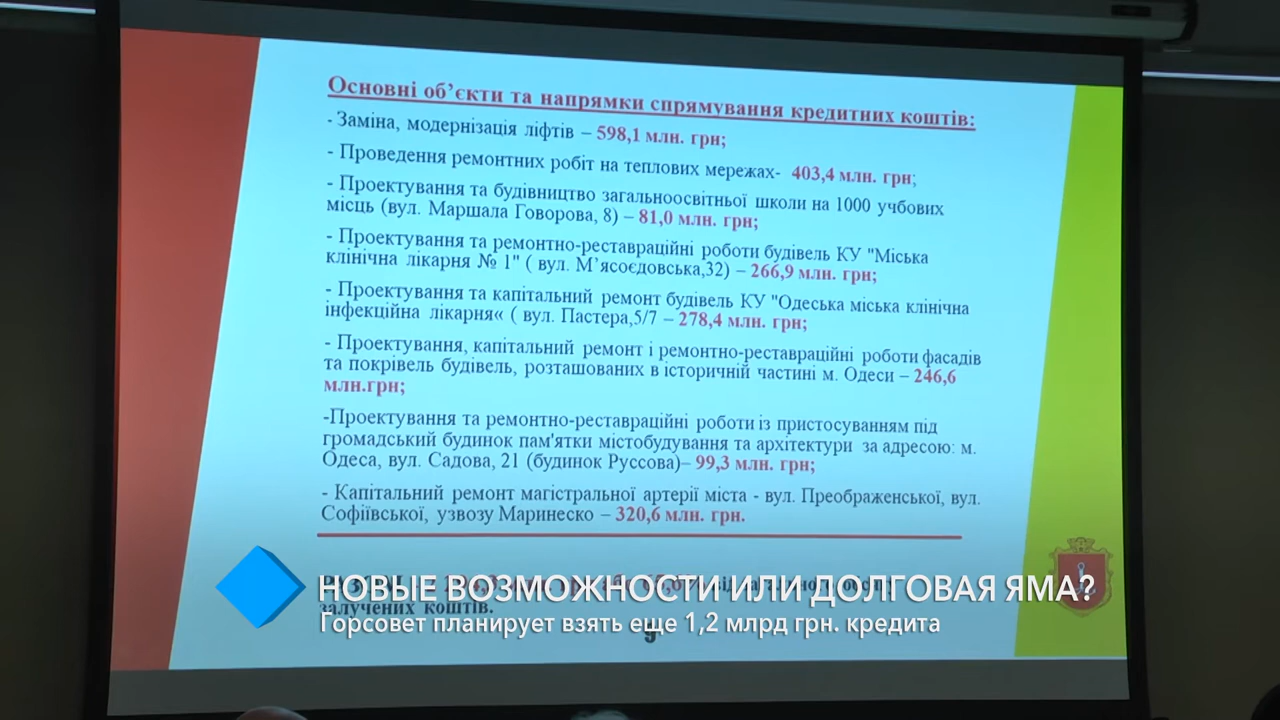 Основні об’єкти та напрямки спрямування кредитних коштів:
- Заміна, модернізація ліфтів – 598,1 млн. грн;
- Проведення ремонтних робіт на теплових мережах- 403,4 млн. грн;
- Проектування та будівництво загальноосвітньої школи на 1000 учбових
місць (вул. Маршала Говорова, 8) – 81,0 млн. грн;
- Проектування та ремонтно-реставраційні роботи будівель КУ "Міська
клінічна лікарня № 1" ( вул. М’ясоєдовська,32) – 266,9 млн. грн;
- Проектування та капітальний ремонт будівель КУ "Одеська міська клінічна
інфекційна лікарня« ( вул. Пастера,5/7 – 278,4 млн. грн;
- Проектування, капітальний ремонт і ремонтно-реставраційні роботи фасадів
та покрівель будівель, розташованих в історичній частині м. Одеси – 246,6
млн.грн;
-Проектування та ремонтно-реставраційні роботи із пристосуванням під
громадський будинок пам'ятки містобудування та архітектури за адресою: м.
Одеса, вул. Садова, 21 (будинок Руссова)– 99,3 млн. грн;
- Капітальний ремонт магістральної артерії міста - вул. Преображенської, вул.
Софіївської, узвозу Маринеско – 320,6 млн. грн.
НОВЫЕ ВОЗМОЖНОСТИ ИЛИ ДОЛГОВАЯ ЯМА?
залучених коштів.
Горсовет планирует взять еще 1,2 млрд грн. кредита
9